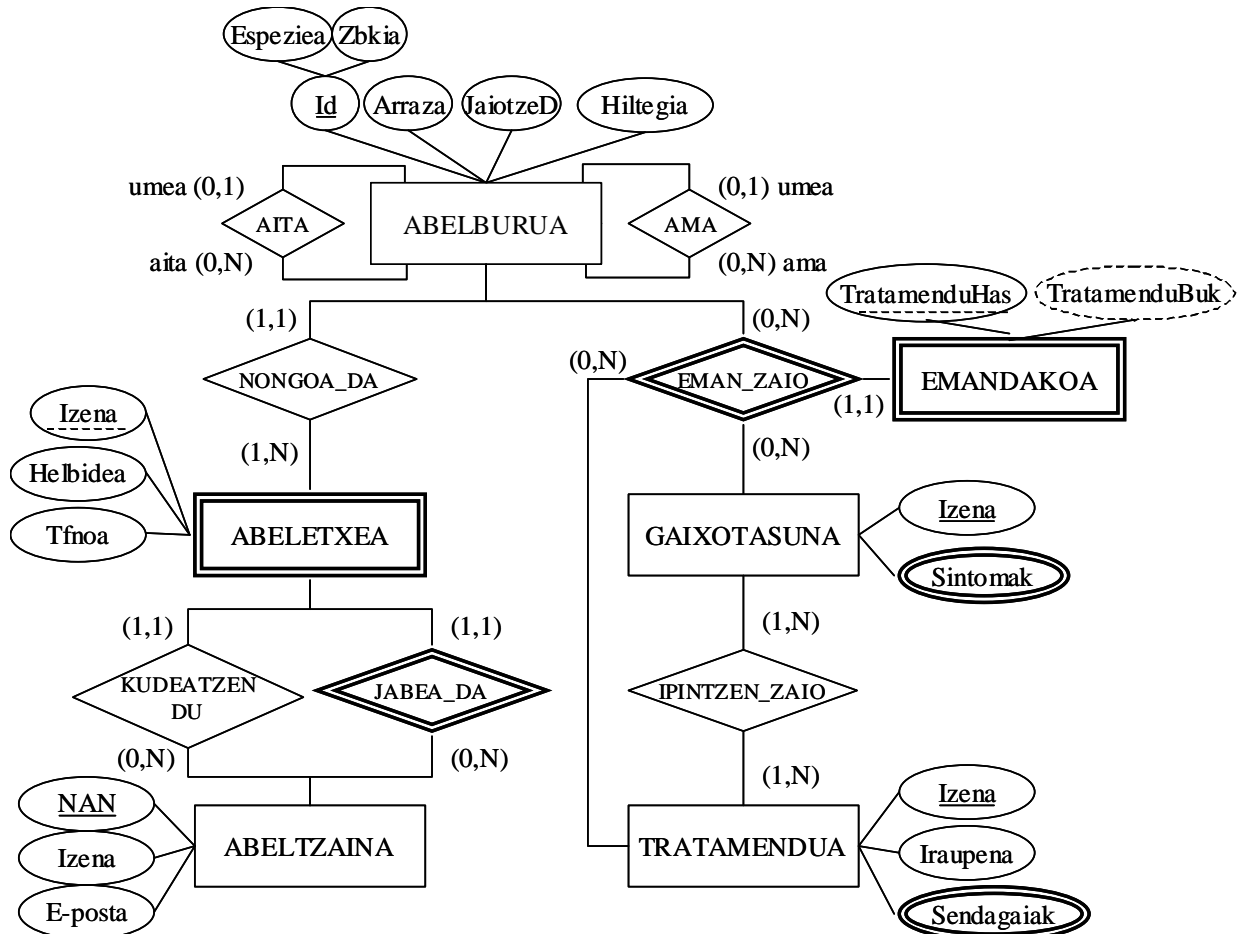 Espeziea Zbkia
Id Arraza JaiotzeD Hiltegia
umea (0,1)
(0,1) umea
AITA
ABELBURUA
AMA
aita (0,N)
(0,N) ama
TratamenduHas
TratamenduBuk
(1,1)
(0,N)
(0,N)
NONGOA_DA
EMAN_ZAIO
EMANDAKOA
(1,1)
Izena
(1,N)
(0,N)
Helbidea
Izena
Tfnoa
ABELETXEA
GAIXOTASUNA
Sintomak
(1,1)
(1,1)
(1,N)
KUDEATZEN
DU
JABEA_DA
IPINTZEN_ZAIO
(0,N)
(0,N)
(1,N)
NAN
Izena
Izena
ABELTZAINA
TRATAMENDUA
Iraupena
E-posta
Sendagaiak